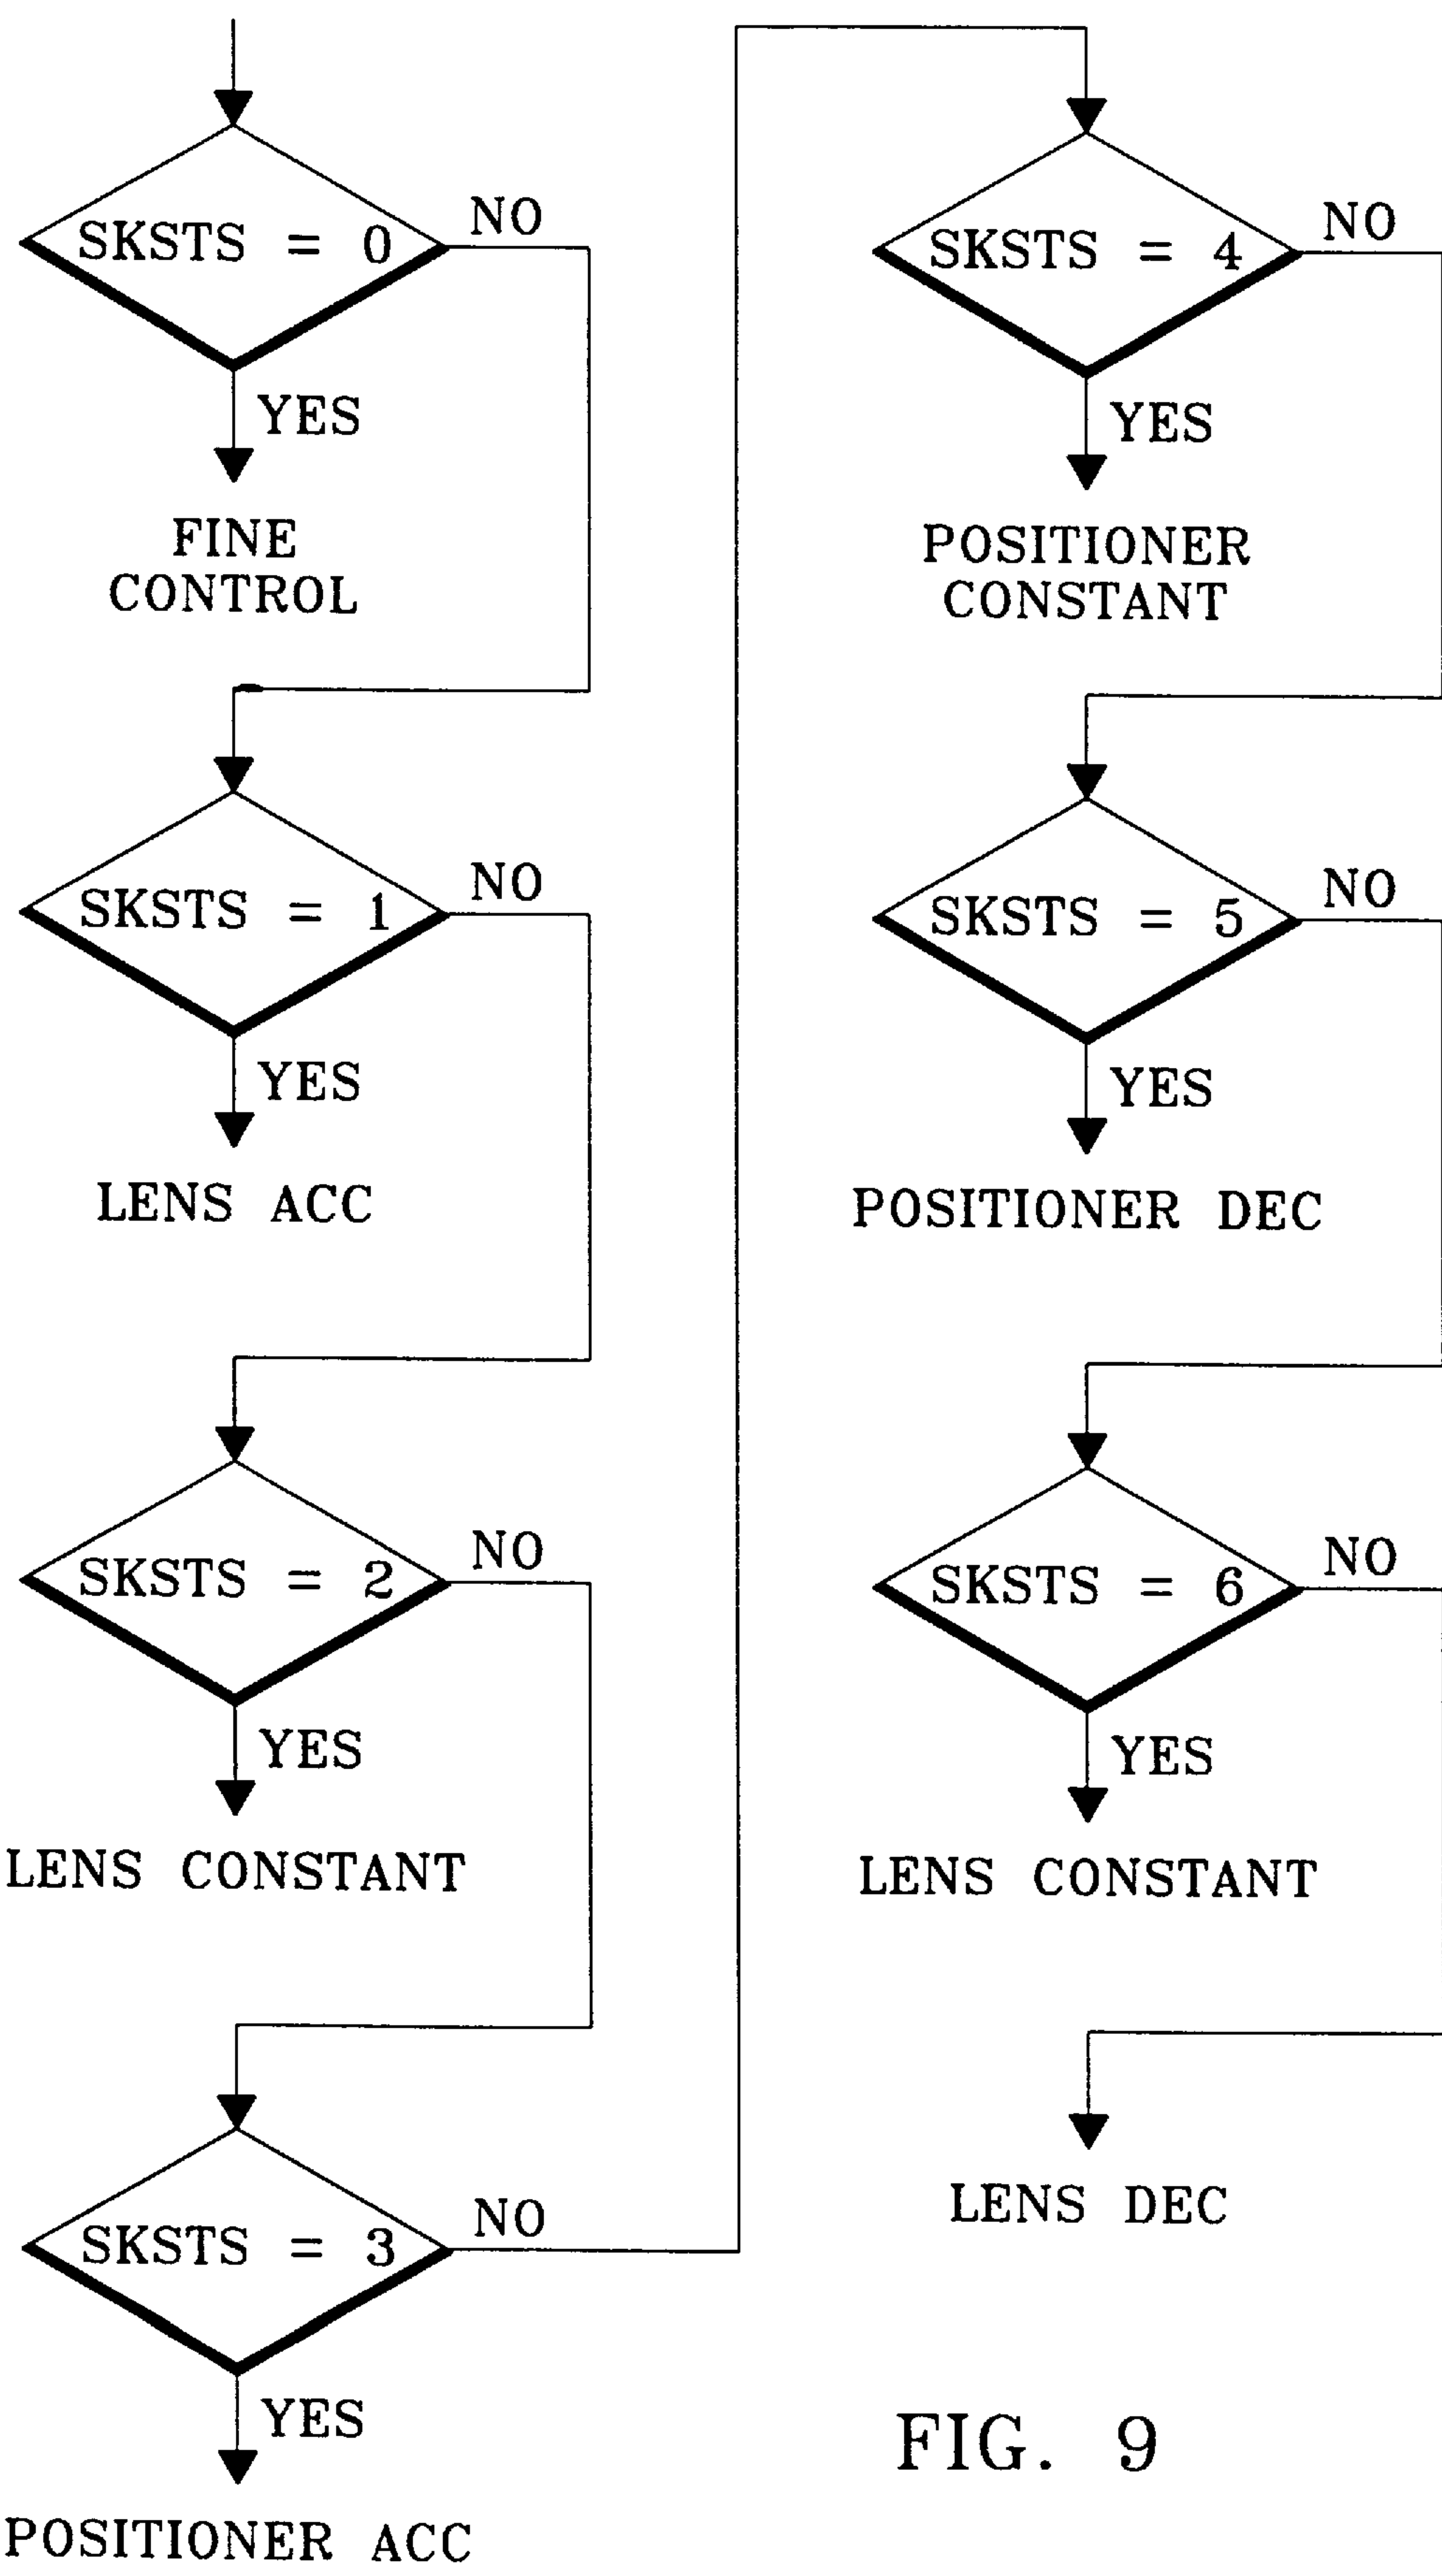 SKSTS = 0
NO
YES
FINE
CONTROL
SKSTS = 1
NO
YES
LENS ACC
SKSTS = 2
NO
YES
LENS CONSTANT
SKSTS = 3
NO
YES
POSITIONER ACC
SKSTS = 4
NO
YES
POSITIONER
CONSTANT
SKSTS = 5
NO
YES
POSITIONER DEC
SKSTS = 6
NO
YES
LENS CONSTANT
LENS DEC
FIG. 9